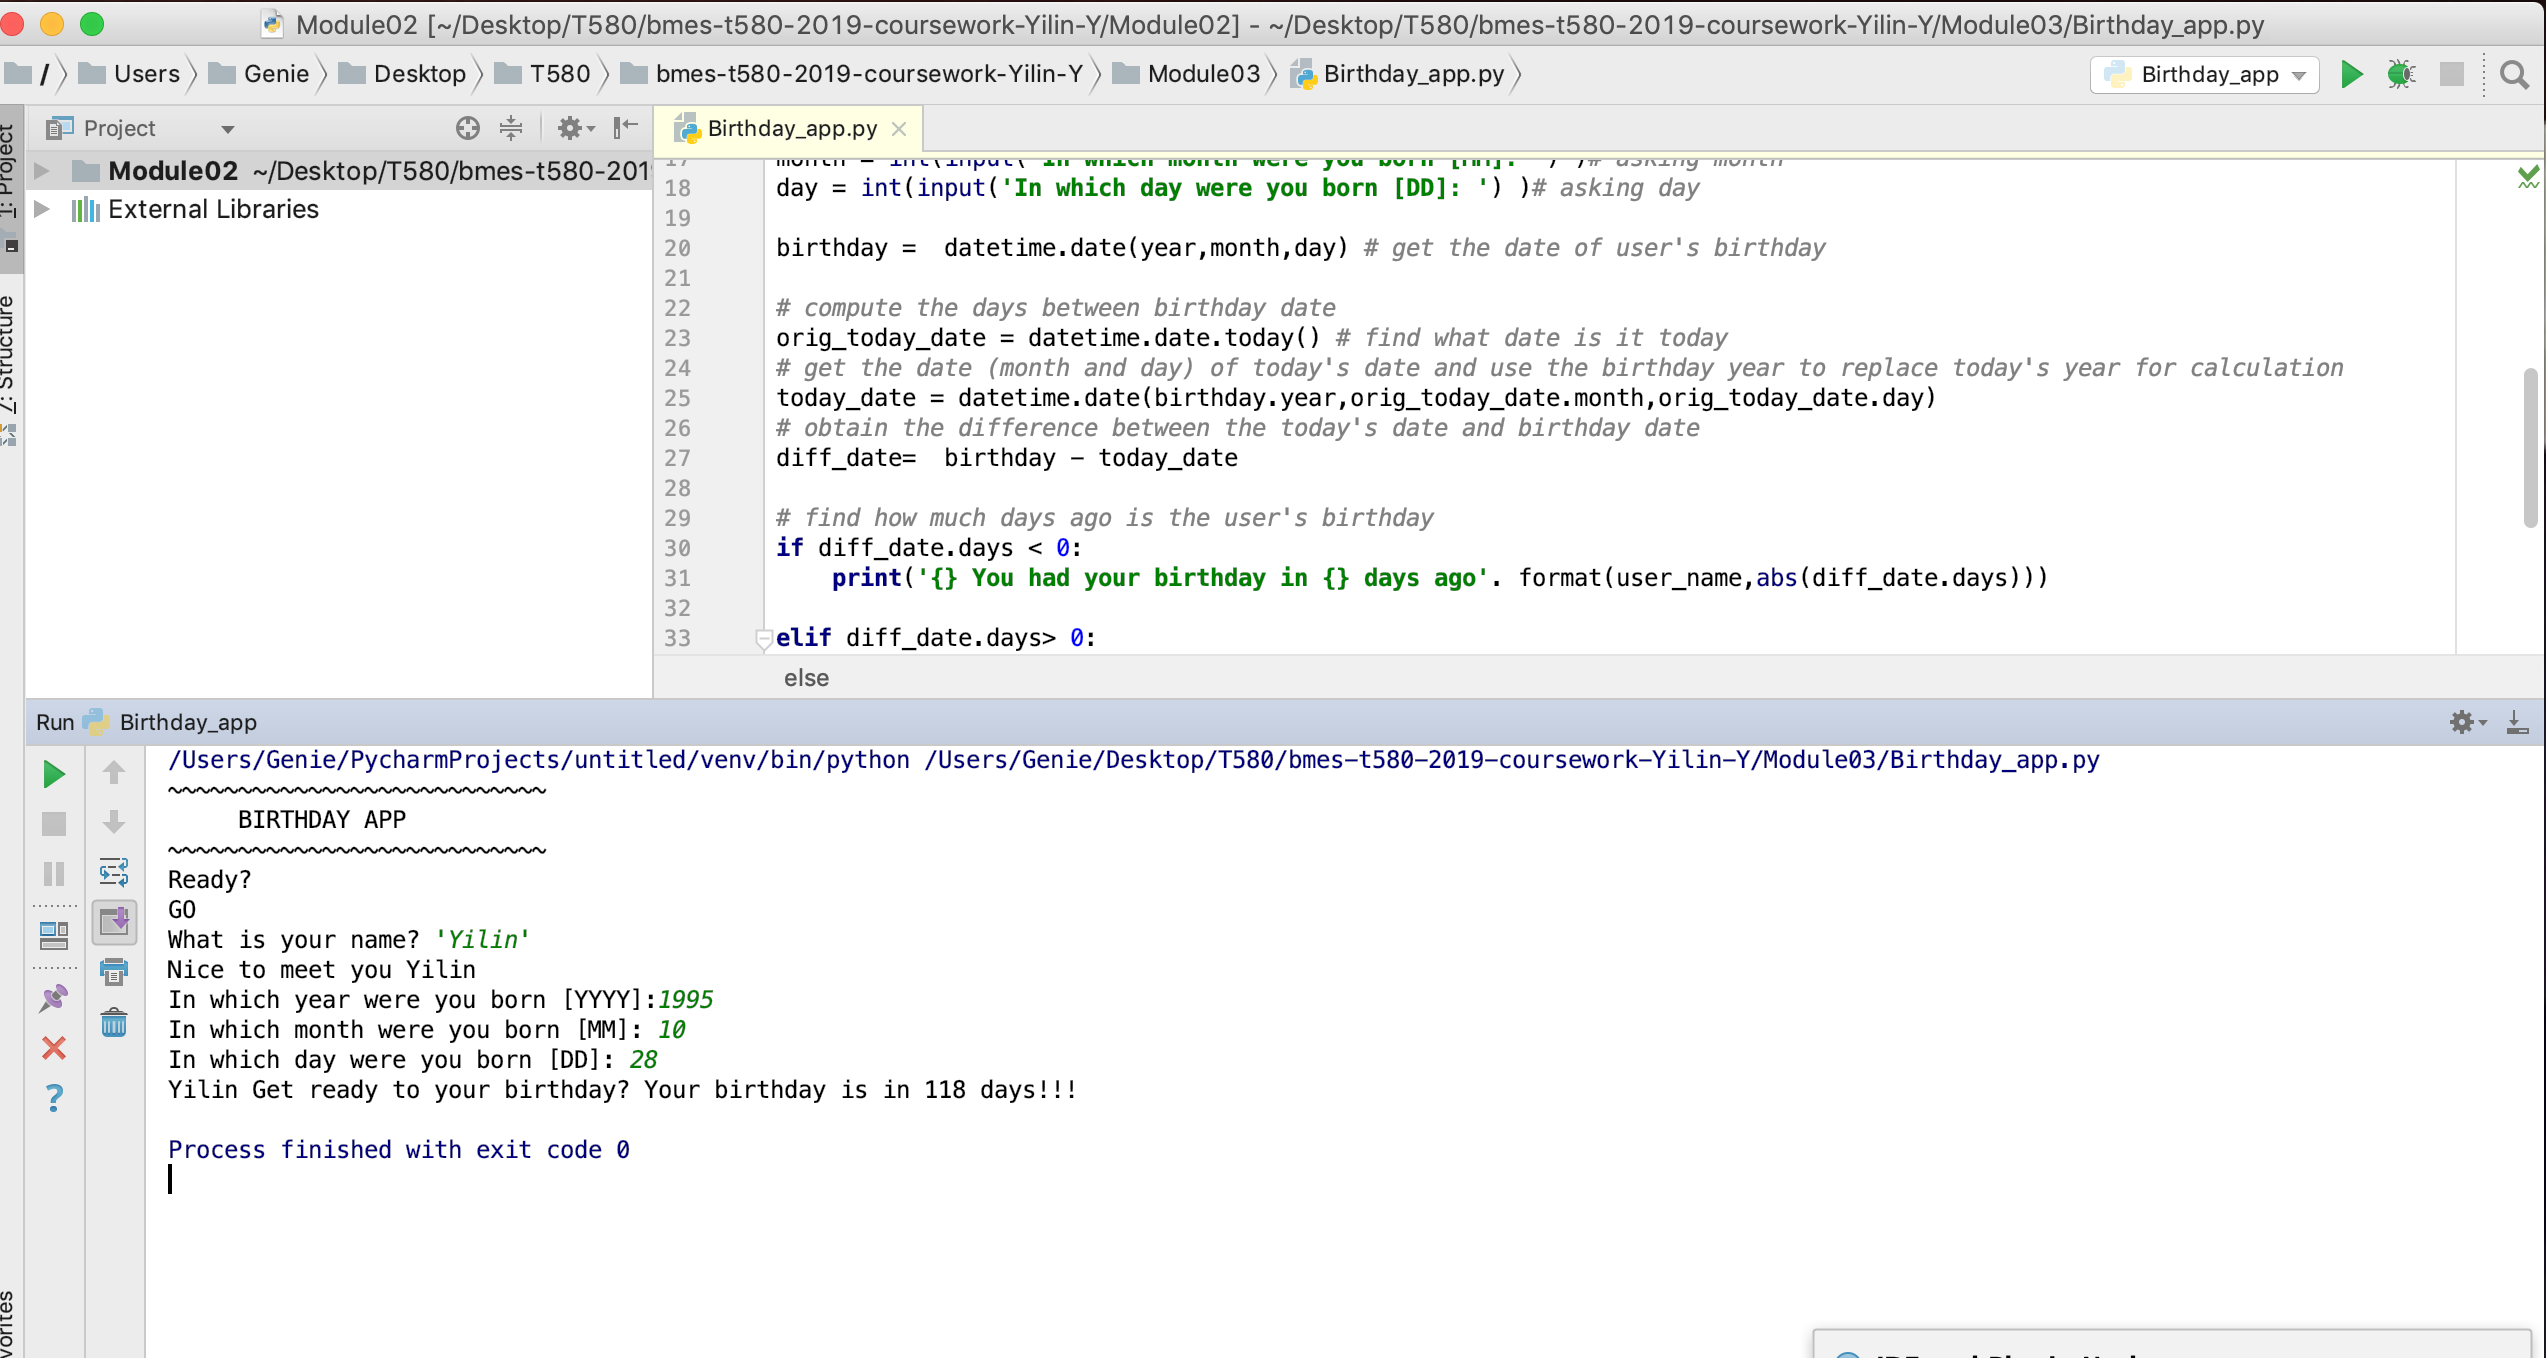 Module02 [~/Desktop/T580/bmes-t580-2019-coursework-Yilin-Y/Module02] - ~/Desktop/T580/bmes-t580-2019-coursework-Yilin-Y/Module03/Birthday_app.py
/ Users Genie Desktop T580 bmes-t580-2019-coursework-Yilin-Y Module03 Birthday_app.py Birthday_app
1: Project
Z: Structure
Project
Module02 ~/Desktop/T580/bmes-t580-201
External Libraries
Birthday_app.py
17 month = int(input('In which month were you born [MM]: ') )# asking month
18 day = int(input('In which day were you born [DD]: ') )# asking day
19
20 birthday =  datetime.date(year,month,day) # get the date of user's birthday
21
22 # compute the days between birthday date
23 orig_today_date = datetime.date.today() # find what date is it today
24 # get the date (month and day) of today's date and use the birthday year to replace today's year for calculation
25 today_date = datetime.date(birthday.year,orig_today_date.month,orig_today_date.day)
26 # obtain the difference between the today's date and birthday date
27 diff_date=  birthday - today_date
28
29 # find how much days ago is the user's birthday
30 if diff_date.days < 0:
31     print('{} You had your birthday in {} days ago'. format(user_name,abs(diff_date.days)))
32
33 elif diff_date.days> 0:
else
Run Birthday_app
/Users/Genie/PycharmProjects/untitled/venv/bin/python /Users/Genie/Desktop/T580/bmes-t580-2019-coursework-Yilin-Y/Module03/Birthday_app.py
~~~~~~~~~~~~~~~~~~~~~~~~~~~
     BIRTHDAY APP
~~~~~~~~~~~~~~~~~~~~~~~~~~~
Ready?
GO
What is your name? 'Yilin'
Nice to meet you Yilin
In which year were you born [YYYY]:1995
In which month were you born [MM]: 10
In which day were you born [DD]: 28
Yilin Get ready to your birthday? Your birthday is in 118 days!!!
Process finished with exit code 0
vorites